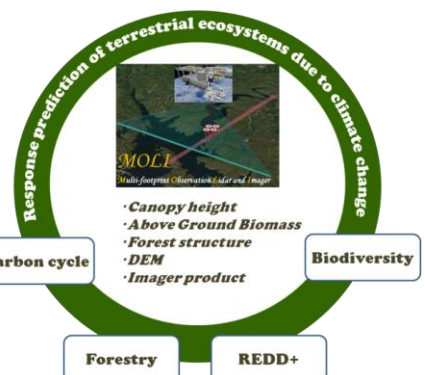 Response prediction of terrestrial ecosystems due to climate change
MOLI
Multi-footprint Observation Lidar and Imager
·Canopy height
·Above Ground Biomass
·Forest structure
·DEM
·Imager product
arbon cycle
Biodiversity
Forestry
REDD+